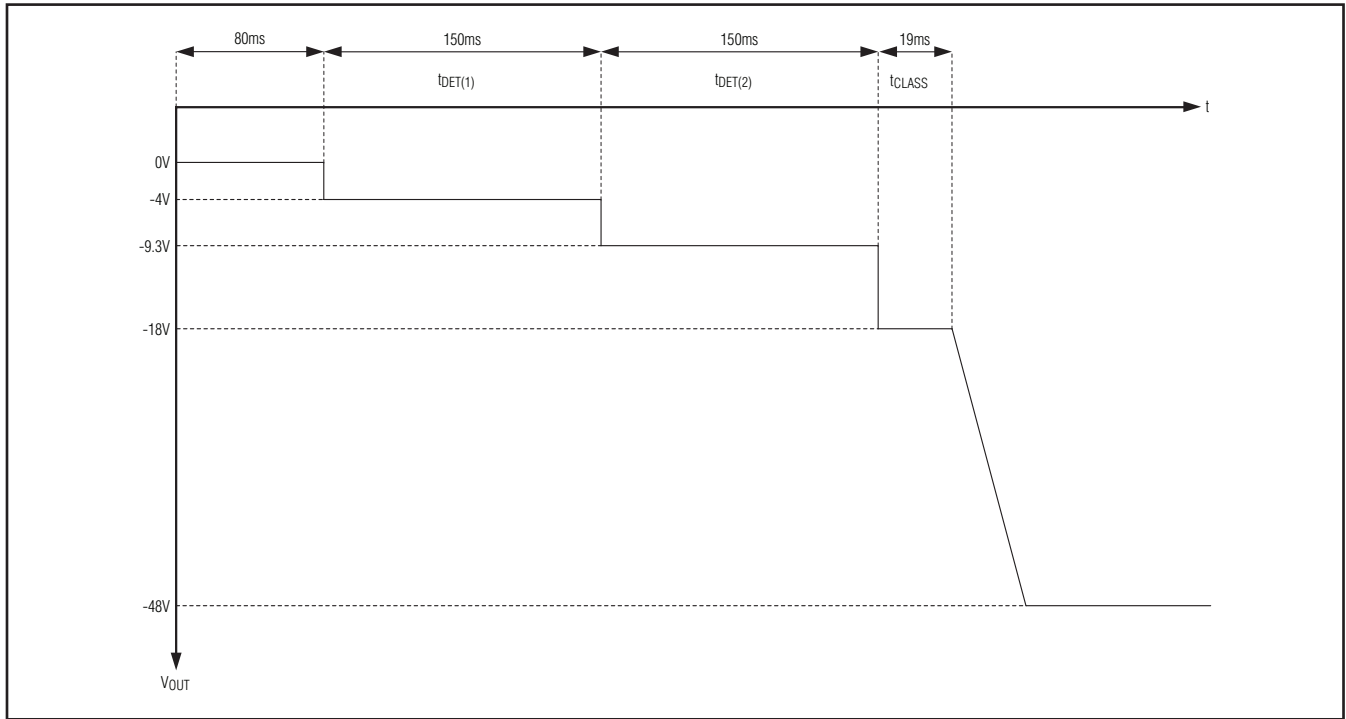 80ms
150ms
150ms
19ms
tDET(1)
tDET(2)
tCLASS
t
0V
-4V
-9.3V
-18V
-48V
VOUT